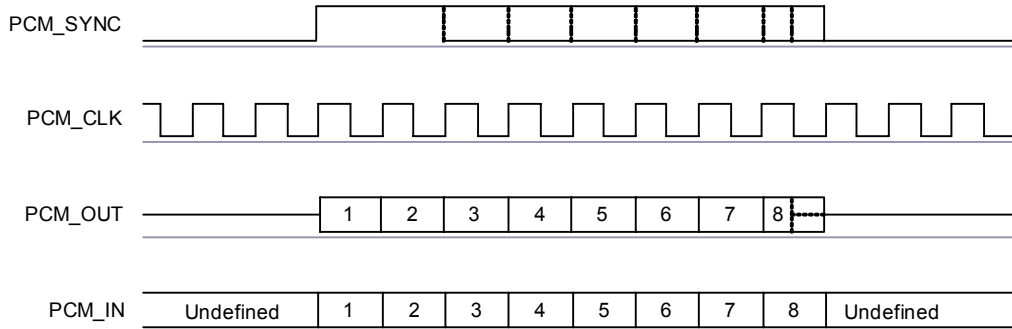 PCM_SYNC
PCM_CLK
PCM_OUT 1 2 3 4 5 6 7 8
PCM_IN Undefined 1 2 3 4 5 6 7 8 Undefined